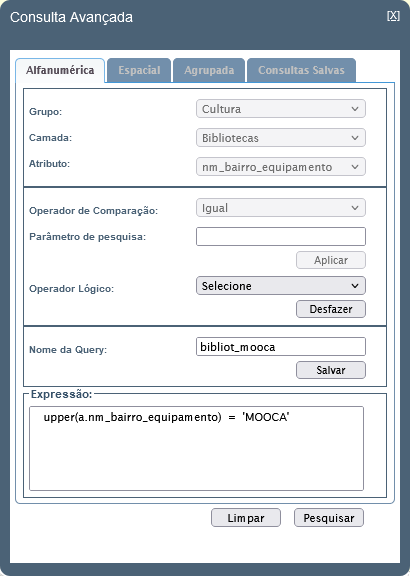 Consulta Avançada [X]
Alfanumérica Espacial Agrupada Consultas Salvas
Grupo: Cultura
Camada: Bibliotecas
Atributo: nm_bairro_equipamento
Operador de Comparação: Igual
Parâmetro de pesquisa:
Aplicar
Operador Lógico: Selecione
Desfazer
Nome da Query: bibliot_mooca
Salvar
Expressão:
upper(a.nm_bairro_equipamento) = 'MOOCA'
Limpar Pesquisar